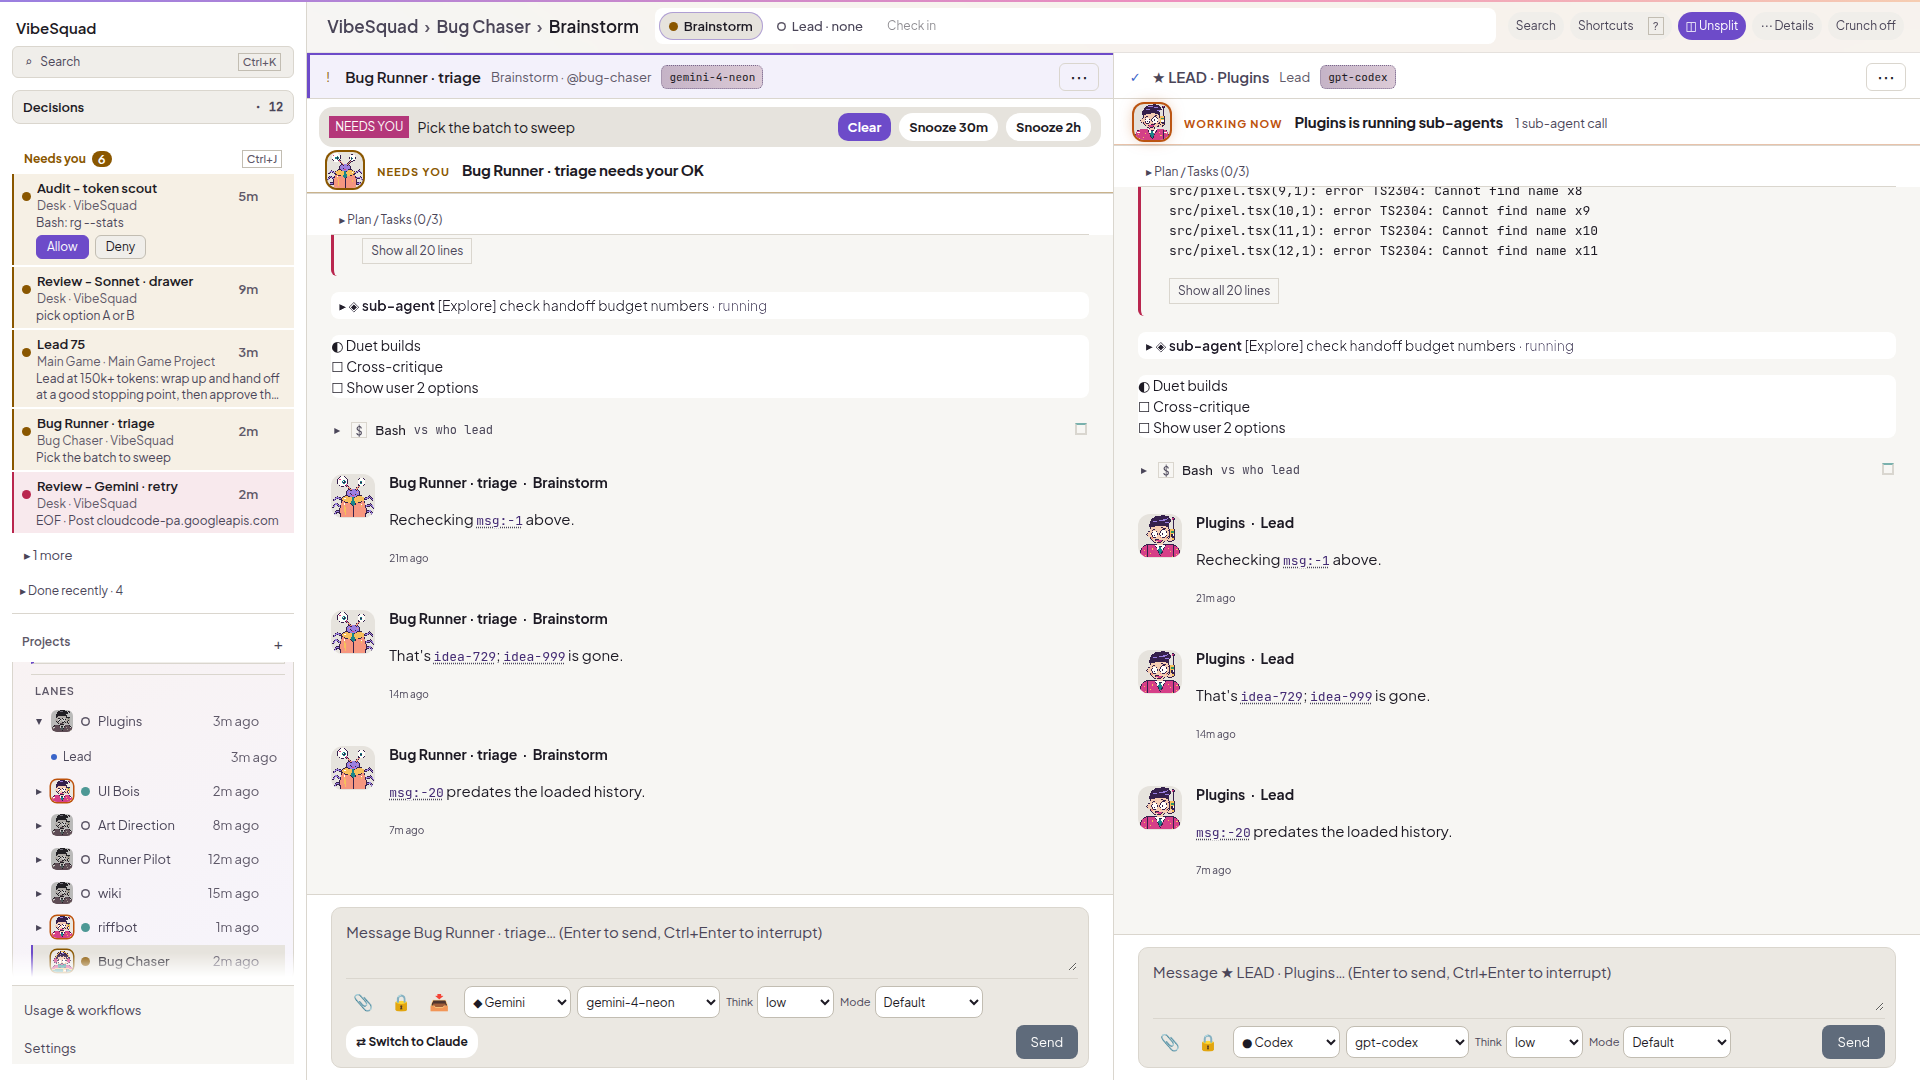 VibeSquad
Search Ctrl+K
Decisions · 12
Needs you 6 Ctrl+J
Audit – token scout 5m
Desk · VibeSquad
Bash: rg --stats
Allow Deny
Review – Sonnet · drawer 9m
Desk · VibeSquad
pick option A or B
Lead 75 3m
Main Game · Main Game Project
Lead at 150k+ tokens: wrap up and hand off
at a good stopping point, then approve th…
Bug Runner · triage 2m
Bug Chaser · VibeSquad
Pick the batch to sweep
Review – Gemini · retry 2m
Desk · VibeSquad
EOF · Post cloudcode-pa.googleapis.com
▸ 1 more
▸ Done recently · 4
Projects +
LANES
▾ Plugins 3m ago
Lead 3m ago
▸ UI Bois 2m ago
▸ Art Direction 8m ago
▸ Runner Pilot 12m ago
▸ wiki 15m ago
▸ riffbot 1m ago
Bug Chaser 2m ago
Usage & workflows
Settings
VibeSquad › Bug Chaser › Brainstorm
Brainstorm Lead · none Check in
Search Shortcuts ? Unsplit ··· Details Crunch off
! Bug Runner · triage Brainstorm · @bug-chaser gemini-4-neon ···
NEEDS YOU Pick the batch to sweep Clear Snooze 30m Snooze 2h
NEEDS YOU Bug Runner · triage needs your OK
▸ Plan / Tasks (0/3)
Show all 20 lines
▸ ◈ sub-agent [Explore] check handoff budget numbers · running
◐ Duet builds
☐ Cross-critique
☐ Show user 2 options
▸ $ Bash vs who lead
Bug Runner · triage · Brainstorm
Rechecking msg:-1 above.
21m ago
Bug Runner · triage · Brainstorm
That's idea-729; idea-999 is gone.
14m ago
Bug Runner · triage · Brainstorm
msg:-20 predates the loaded history.
7m ago
Message Bug Runner · triage… (Enter to send, Ctrl+Enter to interrupt)
◆ Gemini gemini-4-neon Think low Mode Default
⇄ Switch to Claude Send
✓ ★ LEAD · Plugins Lead gpt-codex ···
WORKING NOW Plugins is running sub-agents 1 sub-agent call
▸ Plan / Tasks (0/3)
src/pixel.tsx(9,1): error TS2304: Cannot find name x8
src/pixel.tsx(10,1): error TS2304: Cannot find name x9
src/pixel.tsx(11,1): error TS2304: Cannot find name x10
src/pixel.tsx(12,1): error TS2304: Cannot find name x11
Show all 20 lines
▸ ◈ sub-agent [Explore] check handoff budget numbers · running
◐ Duet builds
☐ Cross-critique
☐ Show user 2 options
▸ $ Bash vs who lead
Plugins · Lead
Rechecking msg:-1 above.
21m ago
Plugins · Lead
That's idea-729; idea-999 is gone.
14m ago
Plugins · Lead
msg:-20 predates the loaded history.
7m ago
Message ★ LEAD · Plugins… (Enter to send, Ctrl+Enter to interrupt)
● Codex gpt-codex Think low Mode Default
Send